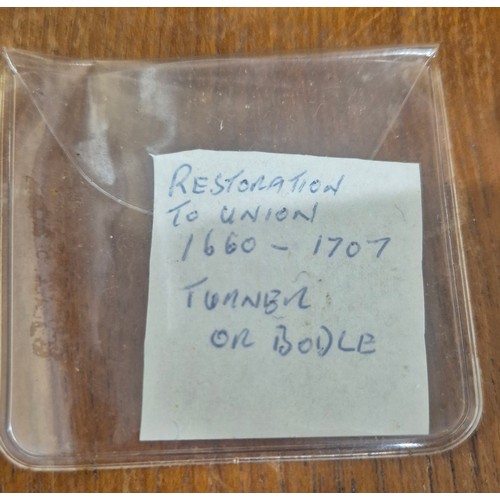 RESTORATION
TO UNION
1660 - 1707
TURNER
OR BODLE